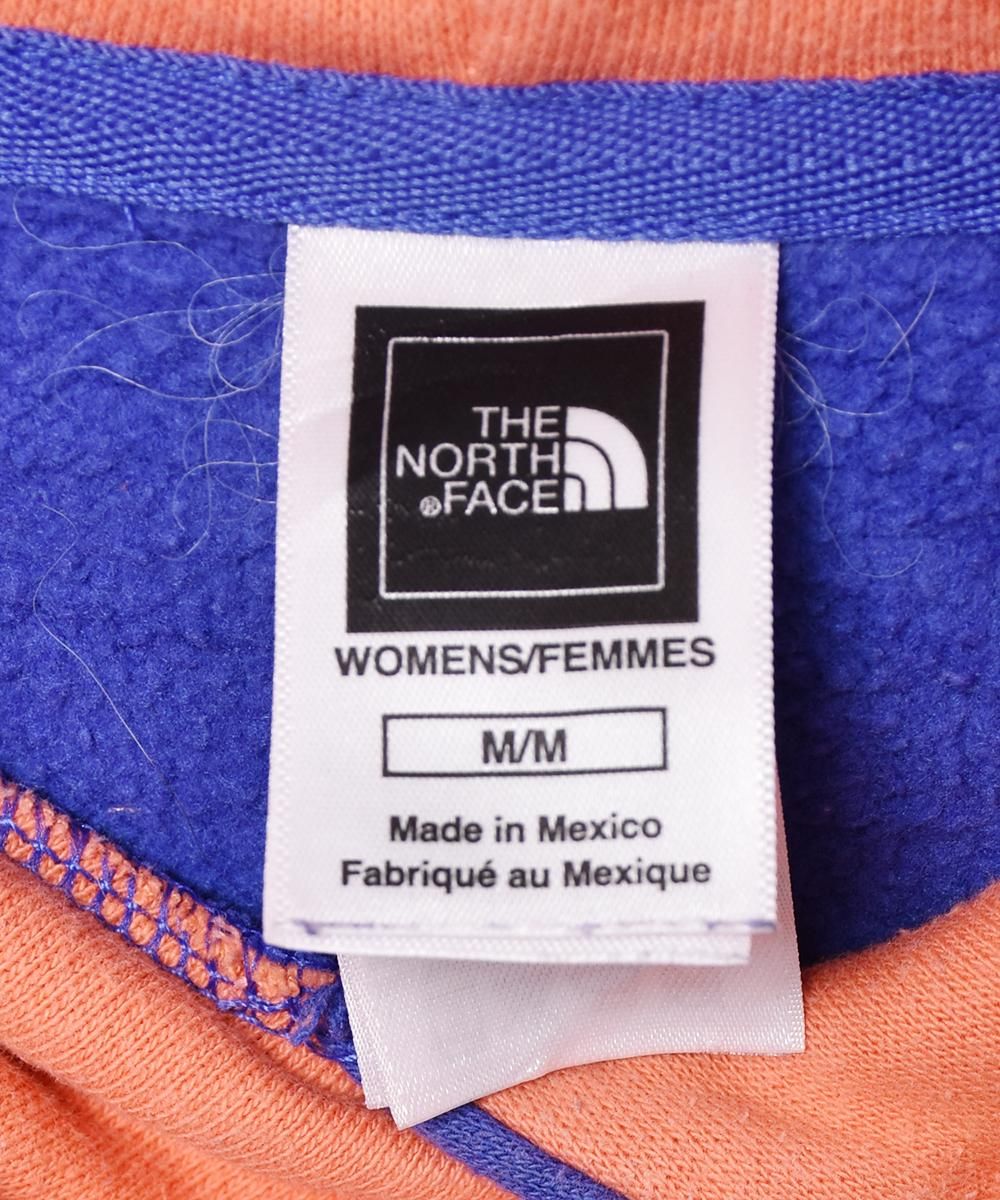 THE
NORTH
®FACE
WOMENS/FEMMES
M/M
Made in Mexico
Fabriqué au Mexique